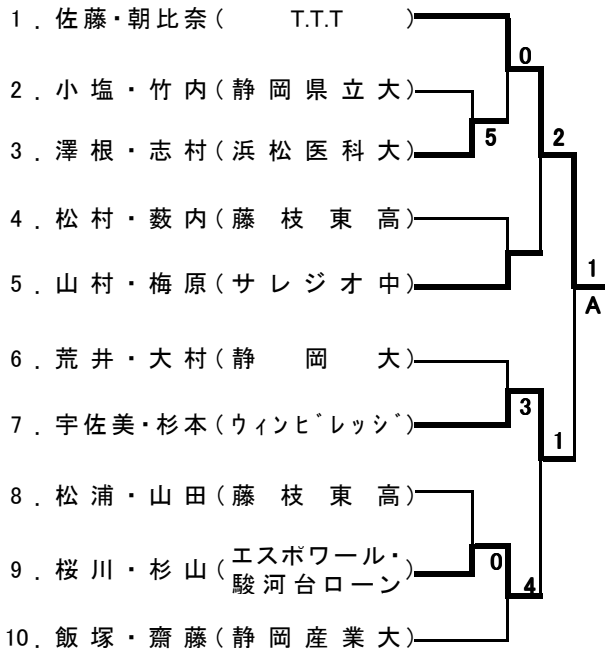 1．佐藤・朝比奈（ T.T.T ）
0
2．小塩・竹内（静岡県立大）
5
2
3．澤根・志村（浜松医科大）
4．松村・薮内（藤枝東高）
1
5．山村・梅原（サレジオ中）
A
6．荒井・大村（静岡大）
3
7．宇佐美・杉本（ウィンビレッジ）
1
8．松浦・山田（藤枝東高）
9．桜川・杉山（エスポワール・
駿河台ローン）
0
4
10．飯塚・齋藤（静岡産業大）